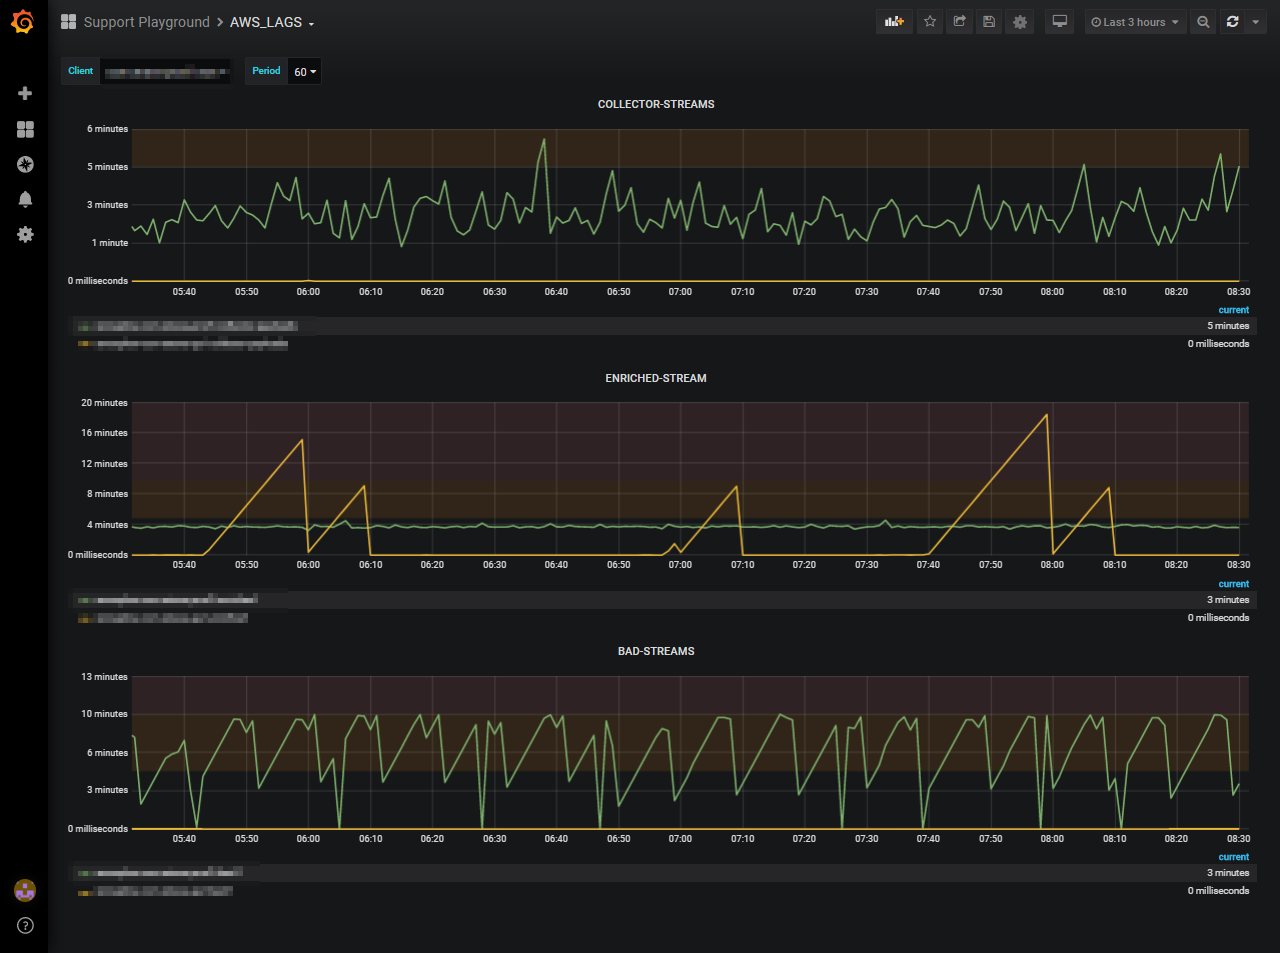 Support Playground > AWS_LAGS
Last 3 hours
Client
Period 60
COLLECTOR-STREAMS
6 minutes
5 minutes
3 minutes
1 minute
0 milliseconds
05:40 05:50 06:00 06:10 06:20 06:30 06:40 06:50 07:00 07:10 07:20 07:30 07:40 07:50 08:00 08:10 08:20 08:30
current
5 minutes
0 milliseconds
ENRICHED-STREAM
20 minutes
16 minutes
12 minutes
8 minutes
4 minutes
0 milliseconds
05:40 05:50 06:00 06:10 06:20 06:30 06:40 06:50 07:00 07:10 07:20 07:30 07:40 07:50 08:00 08:10 08:20 08:30
current
3 minutes
0 milliseconds
BAD-STREAMS
13 minutes
10 minutes
6 minutes
3 minutes
0 milliseconds
05:40 05:50 06:00 06:10 06:20 06:30 06:40 06:50 07:00 07:10 07:20 07:30 07:40 07:50 08:00 08:10 08:20 08:30
current
3 minutes
0 milliseconds